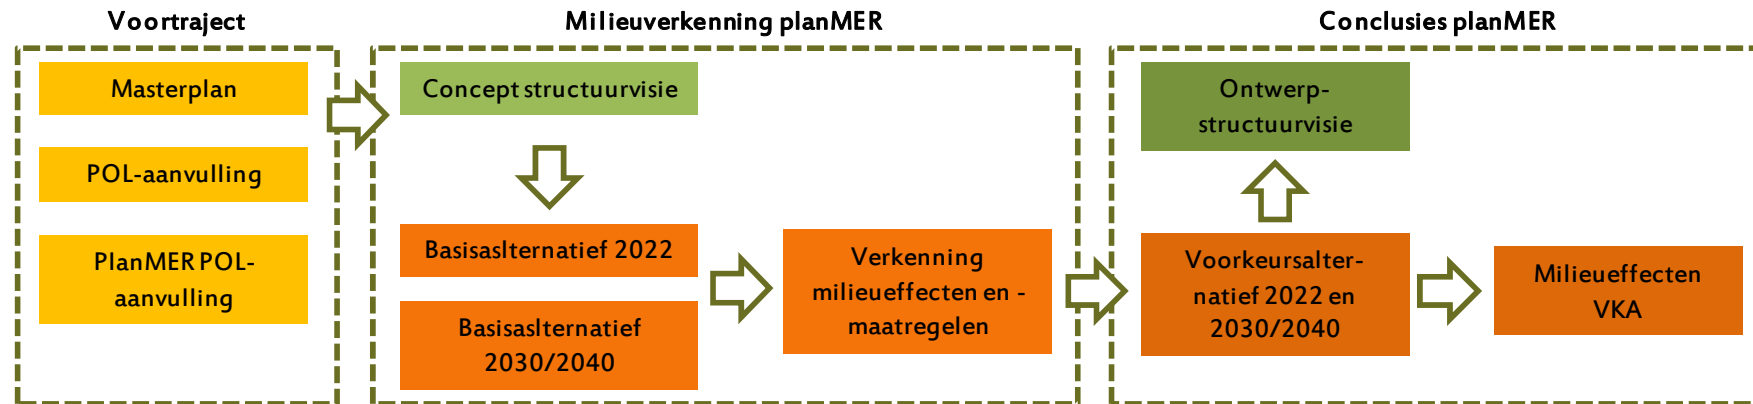 Voortraject
Masterplan
POL-aanvulling
PlanMER POL-
aanvulling
Milieuverkenning planMER
Concept structuurvisie
Basisaslternatief 2022
Basisaslternatief
2030/2040
Verkenning
milieueffecten en -
maatregelen
Conclusies planMER
Ontwerp-
structuurvisie
Voorkeursalter-
natief 2022 en
2030/2040
Milieueffecten
VKA